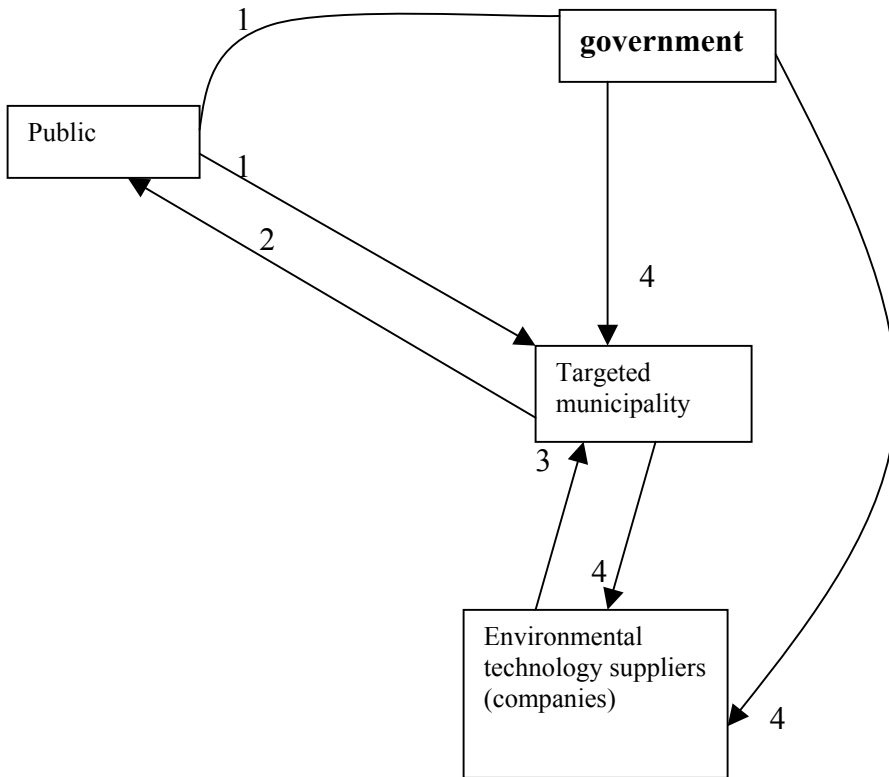 1
government
Public
1
2
4
Targeted
municipality
3
4
Environmental
technology suppliers
(companies)
4